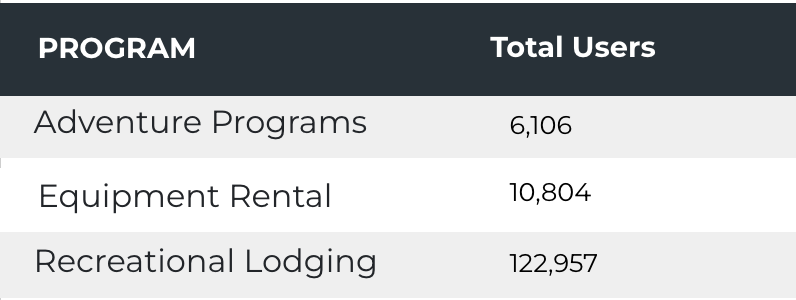 PROGRAM Total Users
Adventure Programs 6,106
Equipment Rental 10,804
Recreational Lodging 122,957